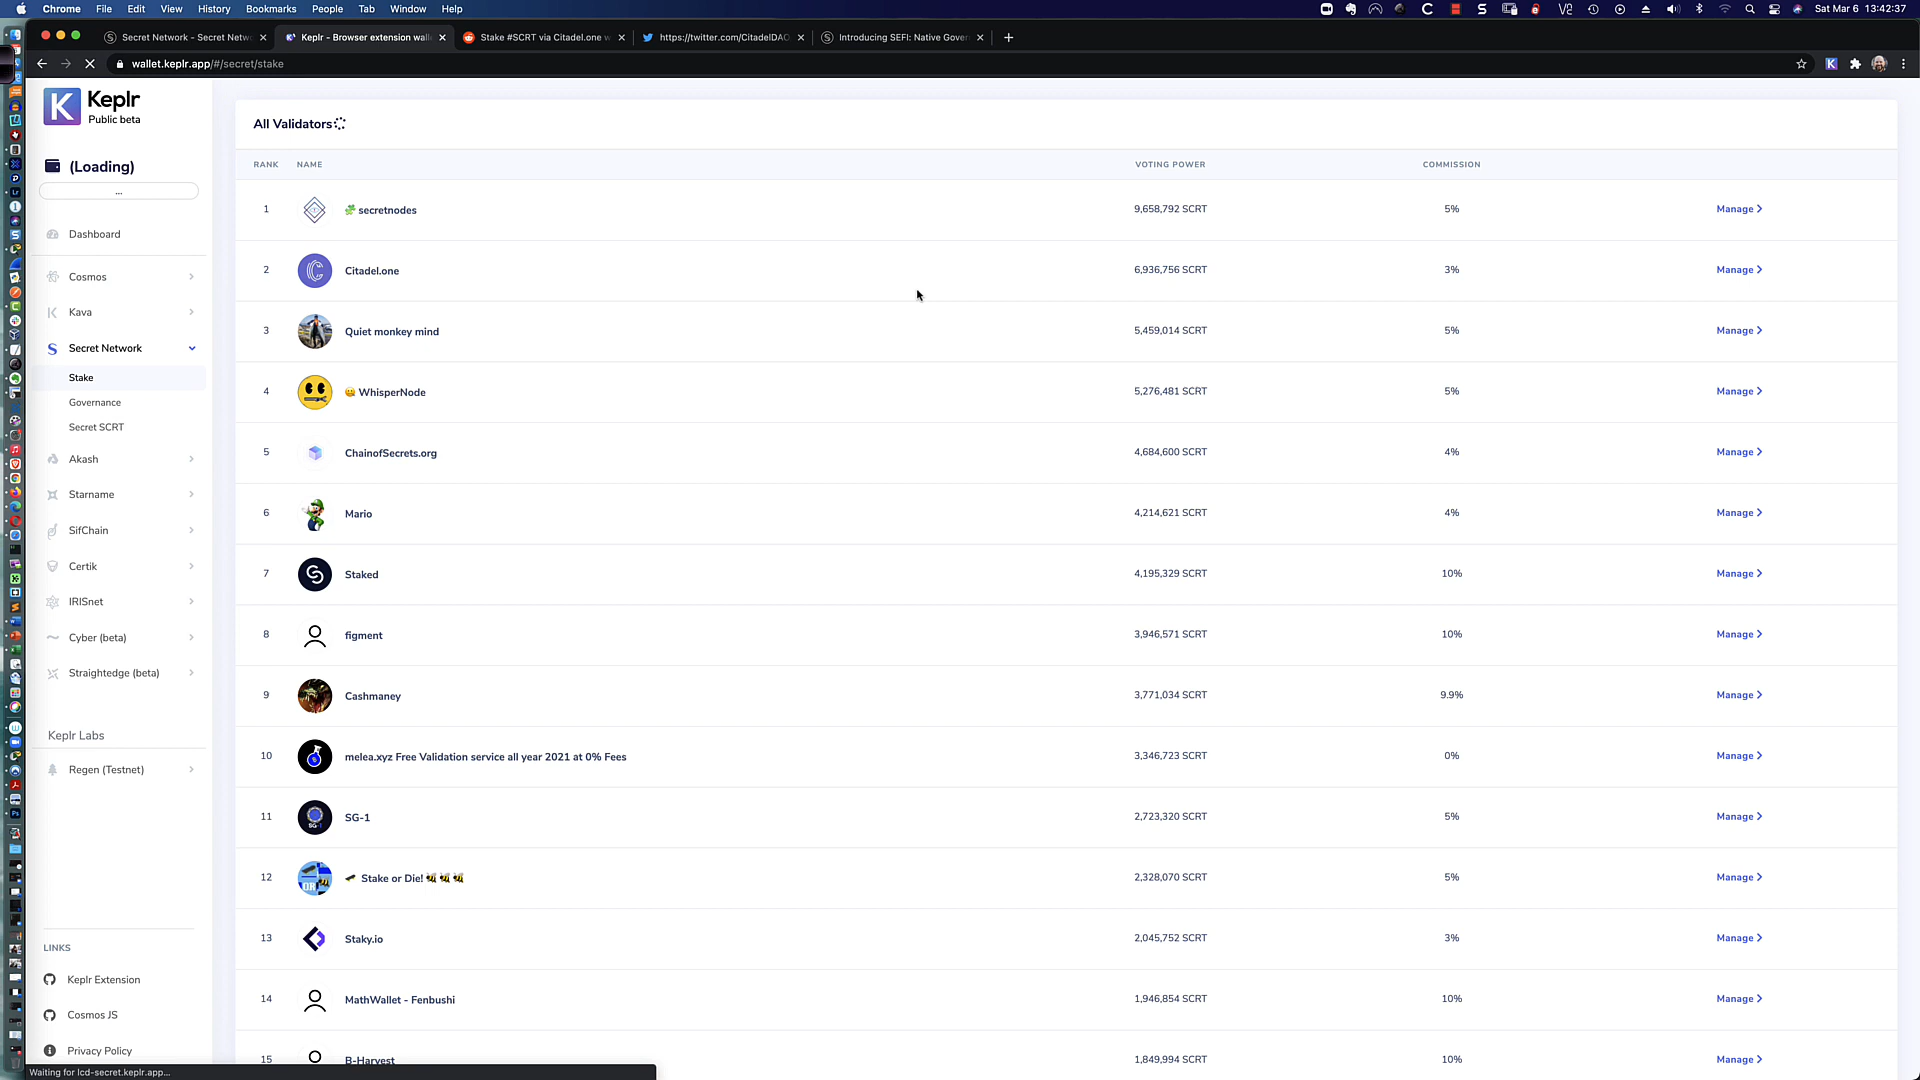 Chrome File Edit View History Bookmarks People Tab Window Help Sat Mar 6 13:42:37
Secret Network - Secret Netw
Keplr - Browser extension wall
Stake #SCRT via Citadel.one w
https://twitter.com/CitadelDAO
Introducing SEFI: Native Gover
wallet.keplr.app/#/secret/stake
Keplr
Public beta
(Loading)
...
Dashboard
Cosmos
Kava
Secret Network
Stake
Governance
Secret SCRT
Akash
Starname
SifChain
Certik
IRISnet
Cyber (beta)
Straightedge (beta)
Keplr Labs
Regen (Testnet)
LINKS
Keplr Extension
Cosmos JS
Privacy Policy
Waiting for lcd-secret.keplr.app...
All Validators
RANK NAME VOTING POWER COMMISSION
1 secretnodes 9,658,792 SCRT 5% Manage
2 Citadel.one 6,936,756 SCRT 3% Manage
3 Quiet monkey mind 5,459,014 SCRT 5% Manage
4 WhisperNode 5,276,481 SCRT 5% Manage
5 ChainofSecrets.org 4,684,600 SCRT 4% Manage
6 Mario 4,214,621 SCRT 4% Manage
7 Staked 4,195,329 SCRT 10% Manage
8 figment 3,946,571 SCRT 10% Manage
9 Cashmaney 3,771,034 SCRT 9.9% Manage
10 melea.xyz Free Validation service all year 2021 at 0% Fees 3,346,723 SCRT 0% Manage
11 SG-1 2,723,320 SCRT 5% Manage
12 Stake or Die! 2,328,070 SCRT 5% Manage
13 Staky.io 2,045,752 SCRT 3% Manage
14 MathWallet - Fenbushi 1,946,854 SCRT 10% Manage
15 B-Harvest 1,849,994 SCRT 10% Manage